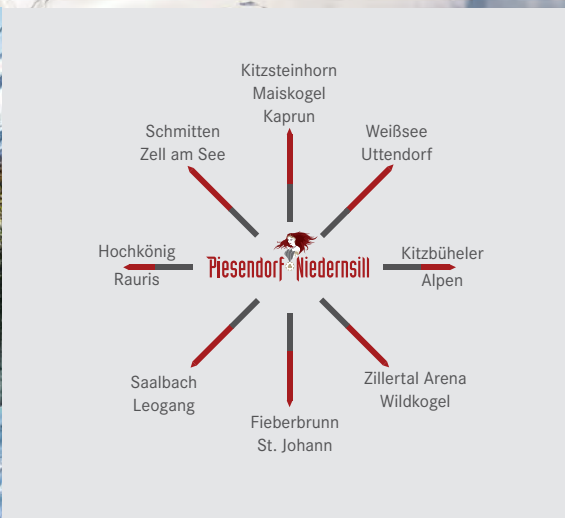 Kitzsteinhorn
Maiskogel
Kaprun
Schmitten
Zell am See
Weißsee
Uttendorf
Hochkönig
Rauris
Piesendorf Niedernsill
Kitzbüheler
Alpen
Saalbach
Leogang
Zillertal Arena
Wildkogel
Fieberbrunn
St. Johann